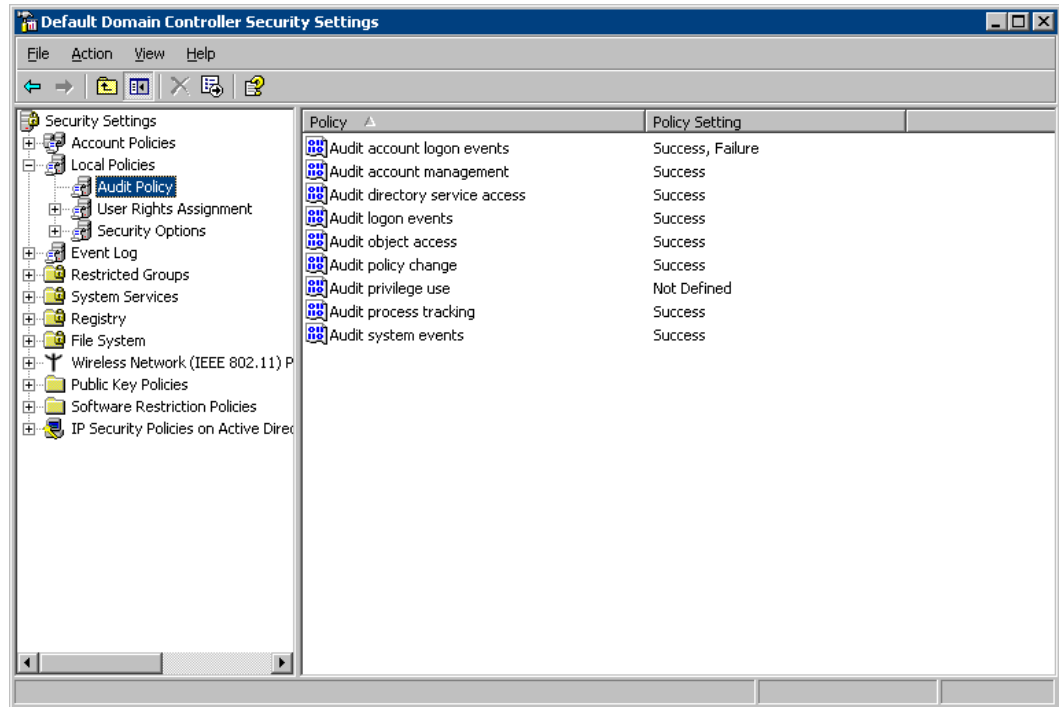 Default Domain Controller Security Settings
File Action View Help
Security Settings
Account Policies
Local Policies
Audit Policy
User Rights Assignment
Security Options
Event Log
Restricted Groups
System Services
Registry
File System
Wireless Network (IEEE 802.11) P
Public Key Policies
Software Restriction Policies
IP Security Policies on Active Direc
Policy Policy Setting
Audit account logon events Success, Failure
Audit account management Success
Audit directory service access Success
Audit logon events Success
Audit object access Success
Audit policy change Success
Audit privilege use Not Defined
Audit process tracking Success
Audit system events Success